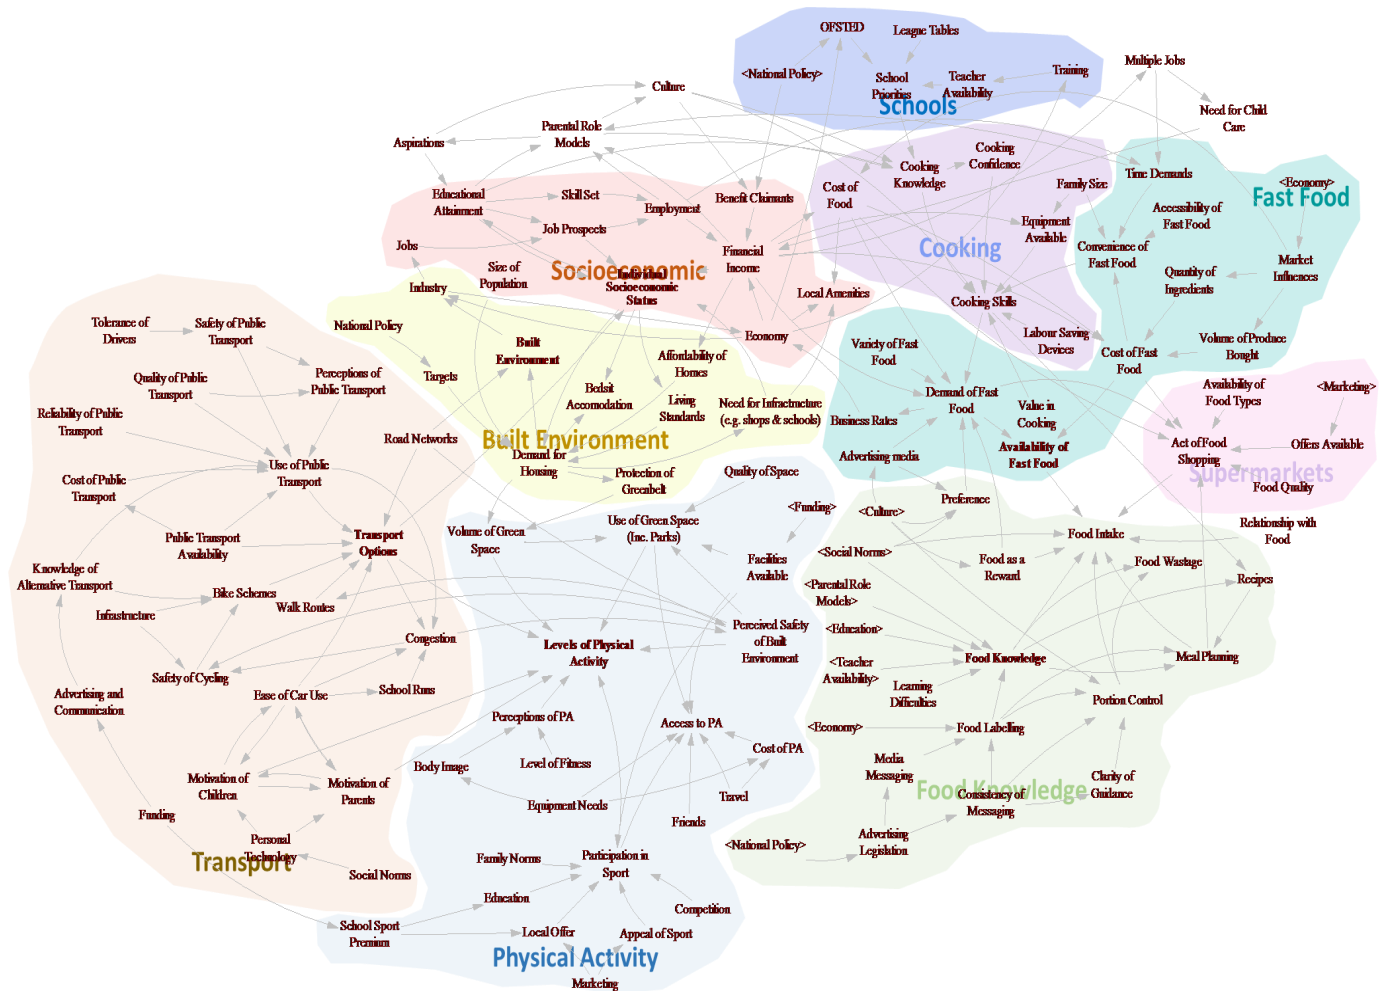 OFSTED
League Tables
<National Policy>
School
Priorities
Teacher
Availability
Training
Schools
Multiple Jobs
Need for Child
Care
Culture
Parental Role
Models
Aspirations
Educational
Attainment
Skill Set
Employment
Job Prospects
Benefit Claimants
Jobs
Financial
Income
Socioeconomic
Individual
Socioeconomic
Status
Size of
Population
Industry
Local Amenities
Economy
Cooking
Knowledge
Cooking
Confidence
Cost of
Food
Family Size
Equipment
Available
Cooking
Cooking Skills
Labour Saving
Devices
Time Demands
<Economy>
Fast Food
Accessibility of
Fast Food
Convenience of
Fast Food
Quantity of
Ingredients
Market
Influences
Cost of Fast
Food
Volume of Produce
Bought
Variety of Fast
Food
Demand of Fast
Food
Value in
Cooking
Business Rates
Availability of
Fast Food
Advertising media
Availability of
Food Types
<Marketing>
Act of Food
Shopping
Offers Available
Supermarkets
Food Quality
Relationship with
Food
National Policy
Built
Environment
Targets
Affordability of
Homes
Bedsit
Accomodation
Living
Standards
Need for Infractructure
(e.g. shops & schools)
Built Environment
Road Networks
Demand for
Housing
Protection of
Greenbelt
Tolerance of
Drivers
Safety of Public
Transport
Quality of Public
Transport
Perceptions of
Public Transport
Reliability of Public
Transport
Use of Public
Transport
Cost of Public
Transport
Public Transport
Availability
Transport
Options
Knowledge of
Alternative Transport
Bike Schemes
Infrastructure
Walk Routes
Congestion
Safety of Cycling
Ease of Car Use
School Runs
Advertising and
Communication
Motivation of
Children
Motivation of
Parents
Funding
Personal
Technology
Transport
Social Norms
Quality of Space
<Funding>
Volume of Green
Space
Use of Green Space
(Inc. Parks)
Facilities
Available
Levels of Physical
Activity
Perceived Safety
of Built
Environment
Perceptions of PA
Access to PA
Cost of PA
Body Image
Level of Fitness
Equipment Needs
Travel
Friends
Family Norms
Participation in
Sport
Education
Competition
School Sport
Premium
Local Offer
Appeal of Sport
Physical Activity
Marketing
Preference
<Culture>
<Social Norms>
Food as a
Reward
Food Intake
Food Wastage
Recipes
<Parental Role
Models>
<Education>
<Teacher
Availability>
Food Knowledge
Meal Planning
Learning
Difficulties
Portion Control
<Economy>
Food Labelling
Media
Messaging
Clarity of
Guidance
Food Knowledge
Consistency of
Messaging
<National Policy>
Advertising
Legislation